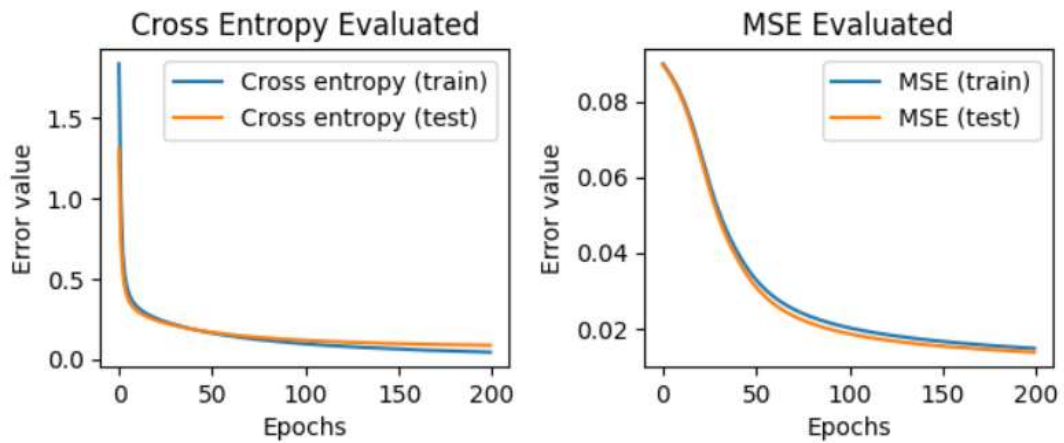 Cross Entropy Evaluated
Cross entropy (train)
Cross entropy (test)
Error value
1.5
1.0
0.5
0.0
0 50 100 150 200
Epochs
MSE Evaluated
MSE (train)
MSE (test)
Error value
0.08
0.06
0.04
0.02
0 50 100 150 200
Epochs